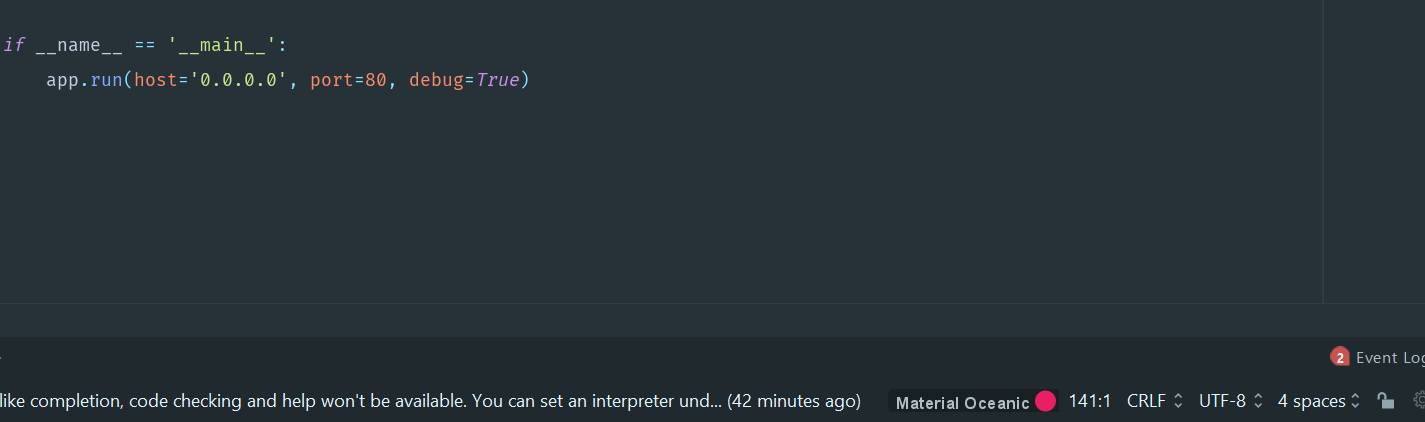 if __name__ == '__main__':
    app.run(host='0.0.0.0', port=80, debug=True)
2 Event Log
like completion, code checking and help won't be available. You can set an interpreter und... (42 minutes ago) Material Oceanic 141:1 CRLF UTF-8 4 spaces